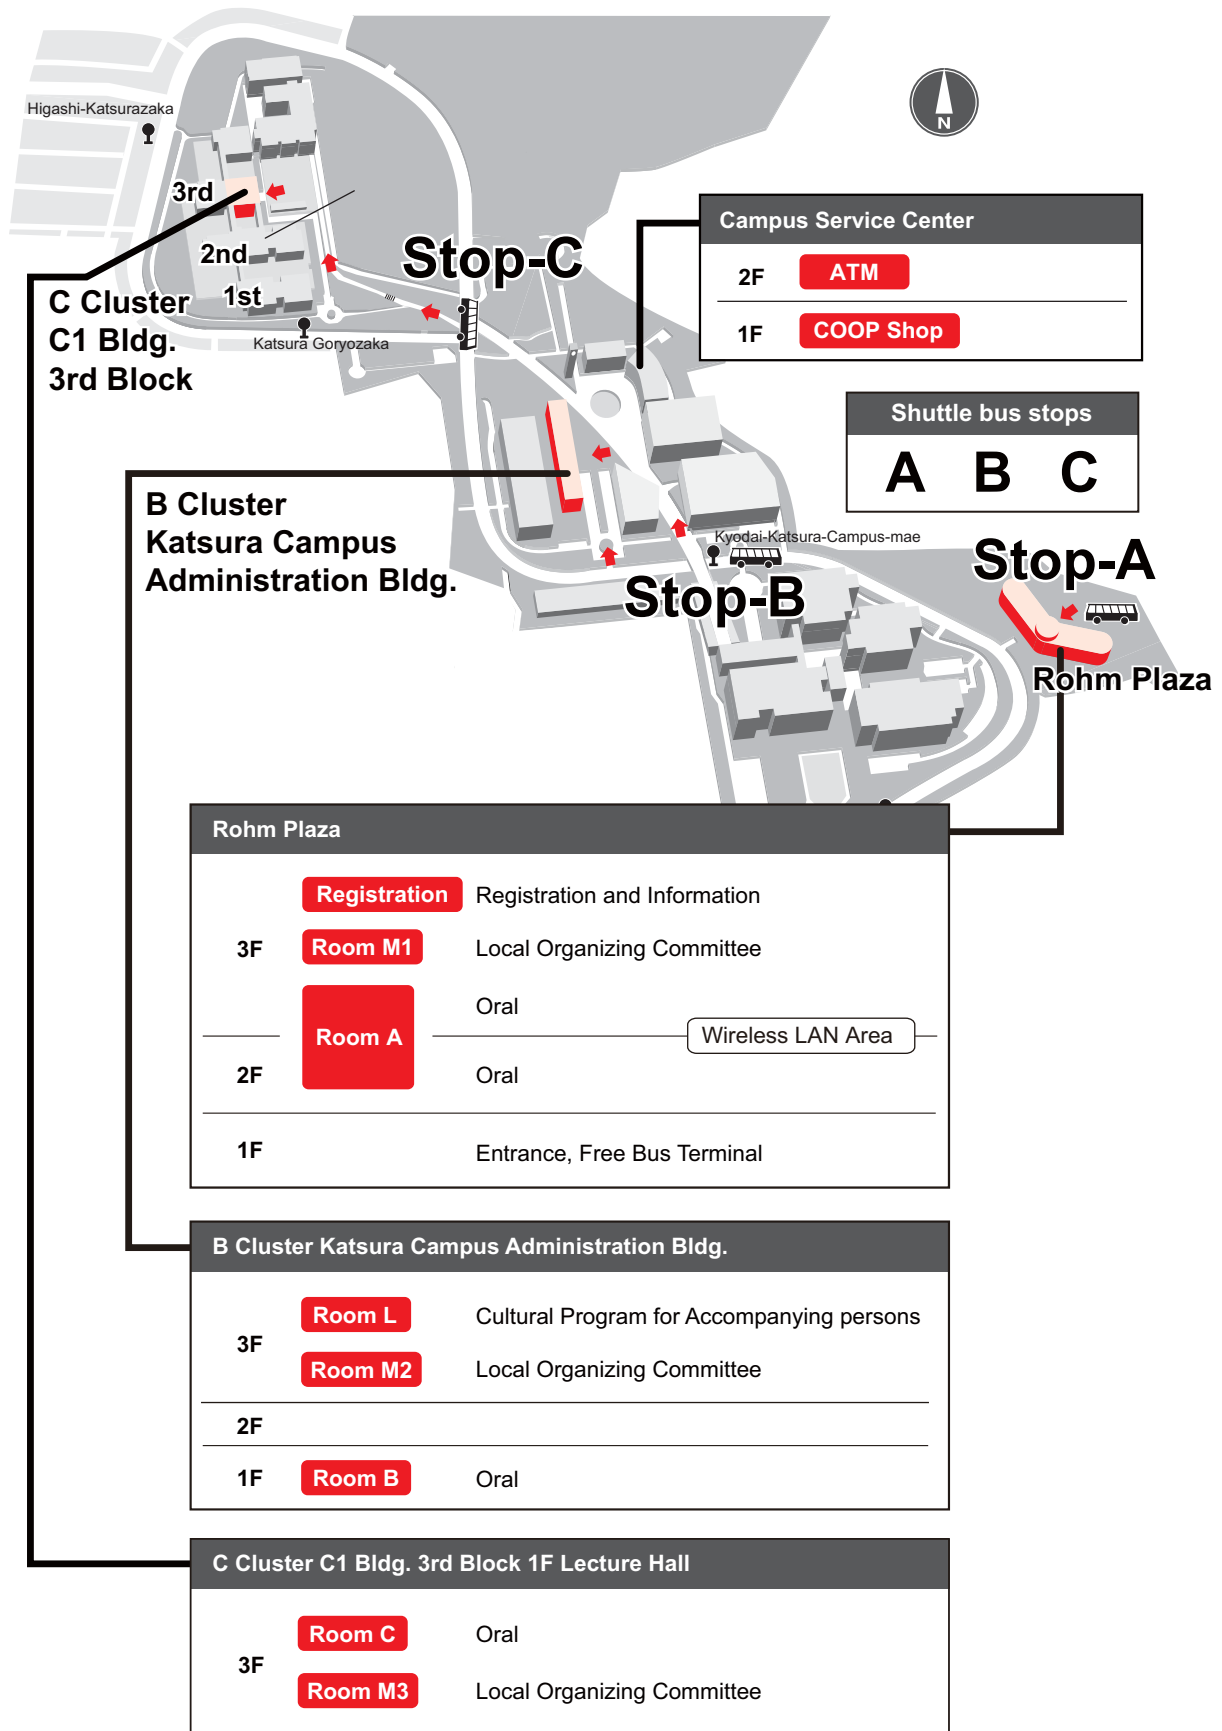 Higashi-Katsurazaka
N
3rd
2nd
1st
Katsura Goryozaka
C Cluster
C1 Bldg.
3rd Block
Stop-C
Campus Service Center
2F ATM
1F COOP Shop
Shuttle bus stops
A B C
B Cluster
Katsura Campus
Administration Bldg.
Kyodai-Katsura-Campus-mae
Stop-B
Stop-A
Rohm Plaza
Rohm Plaza
Registration Registration and Information
3F Room M1 Local Organizing Committee
Oral
Room A Wireless LAN Area
2F Oral
1F Entrance, Free Bus Terminal
B Cluster Katsura Campus Administration Bldg.
Room L Cultural Program for Accompanying persons
3F
Room M2 Local Organizing Committee
2F
1F Room B Oral
C Cluster C1 Bldg. 3rd Block 1F Lecture Hall
Room C Oral
3F
Room M3 Local Organizing Committee